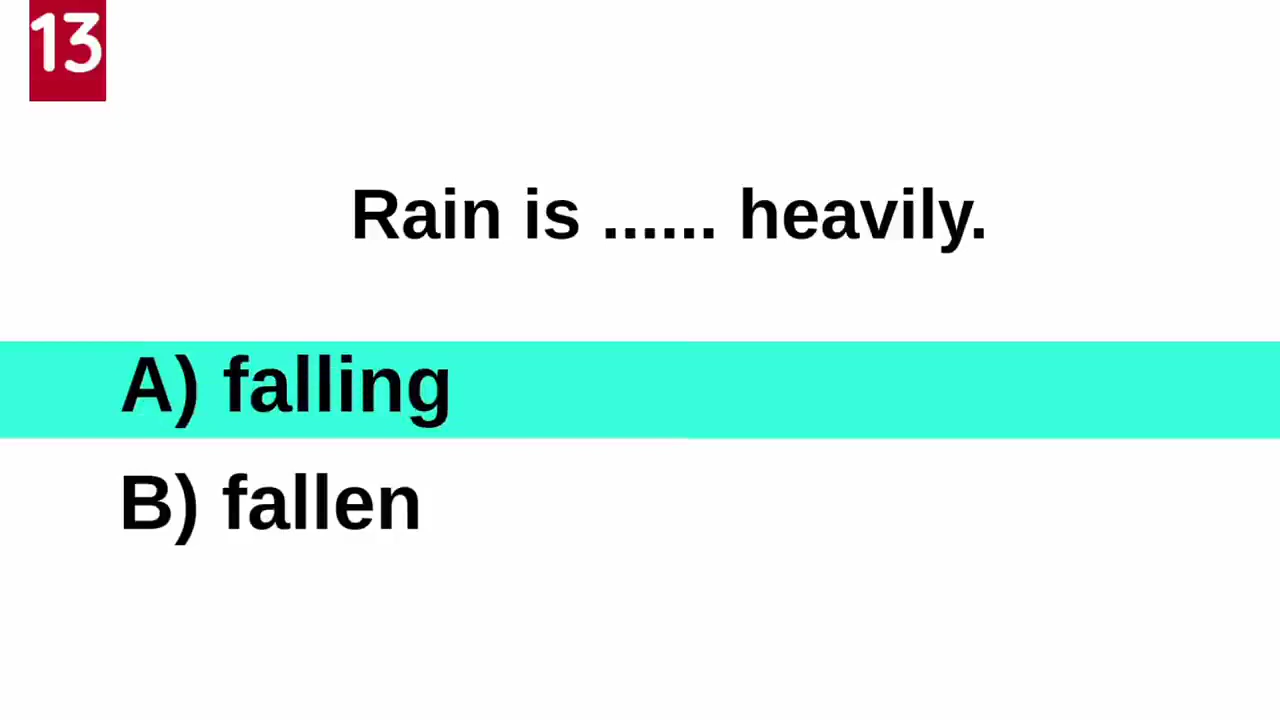 13
Rain is ...... heavily.
A) falling
B) fallen